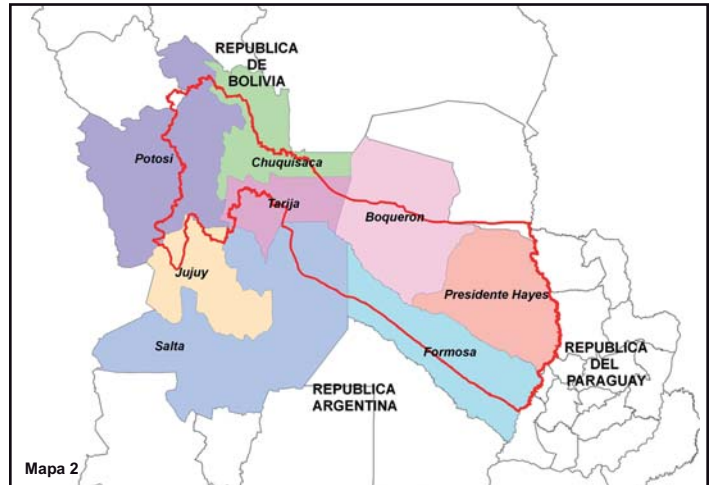 REPUBLICA
DE
BOLIVIA
Potosi
Chuquisaca
Tarija
Boqueron
Jujuy
Presidente Hayes
Salta
Formosa
REPUBLICA
DEL
PARAGUAY
REPUBLICA
ARGENTINA
Mapa 2